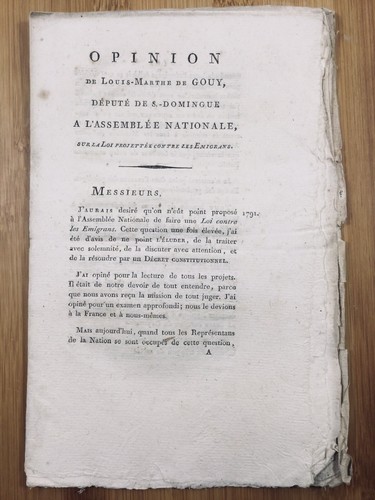 OPINION
DE LOUIS-MARTHE DE GOUY,
DÉPUTÉ DE S.-DOMINGUE
A L'ASSEMBLÉE NATIONALE,
SUR LA LOI PROJETTÉE CONTRE LES EMIGRANS.
MESSIEURS,
J'AURAIS desiré qu'on n'eût point proposé 1791.
à l'Assemblée Nationale de faire une Loi contre
les Emigrans. Cette question une fois élevée, j'ai
été d'avis de ne point l'ÉLUDER, de la traiter
avec solemnité, de la discuter avec attention, et
de la résoudre par un DÉCRET CONSTITUTIONNEL.
J'AI opiné pour la lecture de tous les projets.
Il était de notre devoir de tout entendre, parce
que nous avons reçu la mission de tout juger. J'ai
opiné pour un examen approfondi; nous le devions
à la France et à nous-mêmes.
MAIS aujourd'hui, quand tous les Représentans
de la Nation se sont occupés de cette question,
A